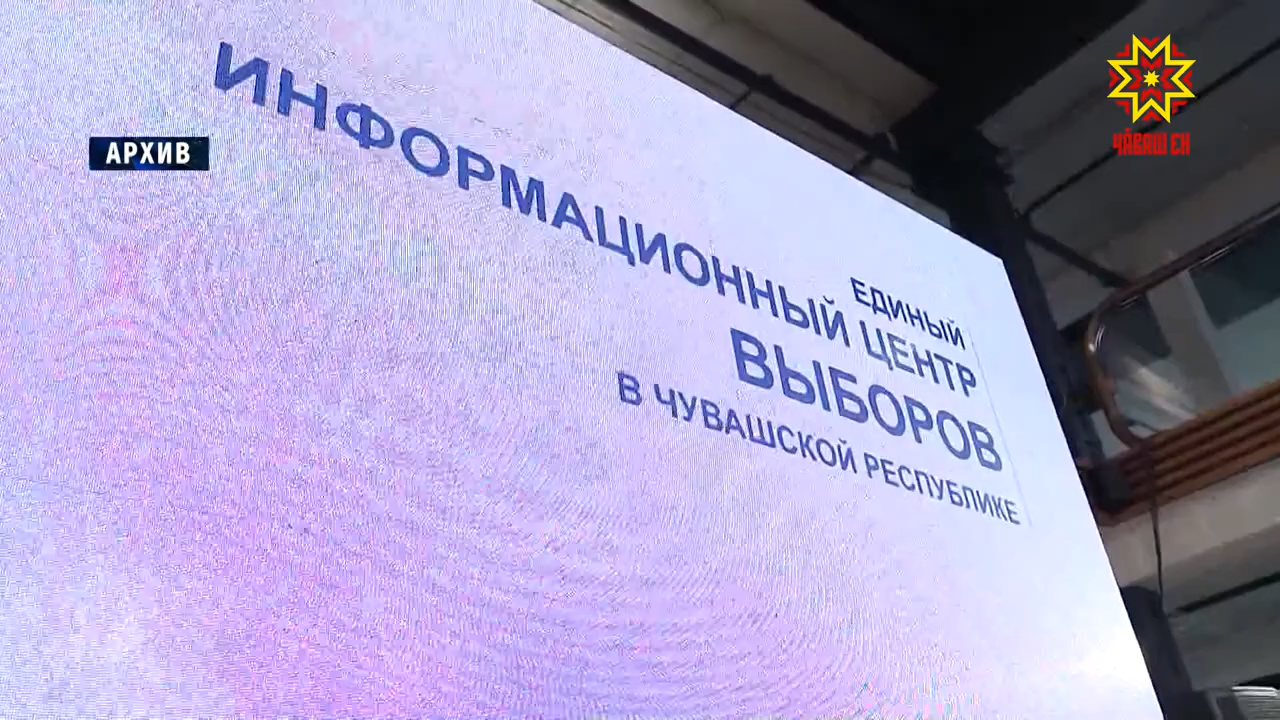 АРХИВ
ЧӐВАШ ЕН
ЕДИНЫЙ
ИНФОРМАЦИОННЫЙ ЦЕНТР
ВЫБОРОВ
В ЧУВАШСКОЙ РЕСПУБЛИКЕ